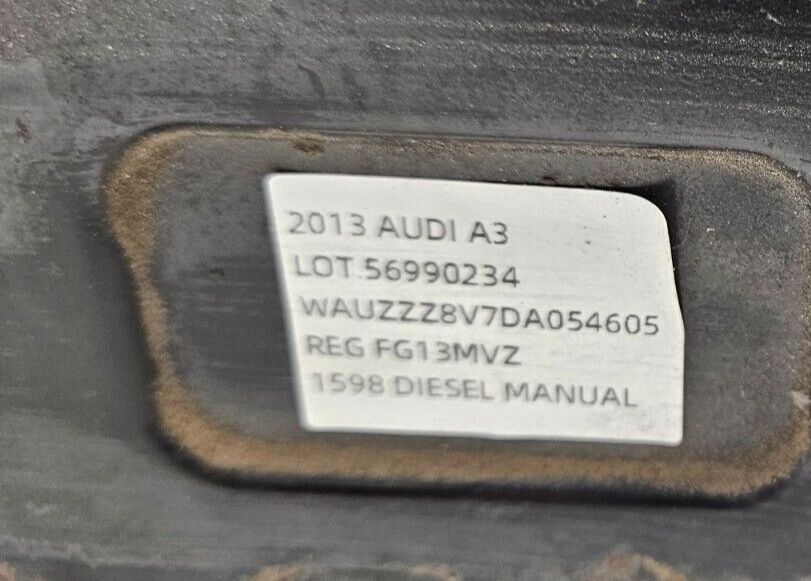 2013 AUDI A3
LOT 56990234
WAUZZZ8V7DA054605
REG FG13MVZ
1598 DIESEL MANUAL